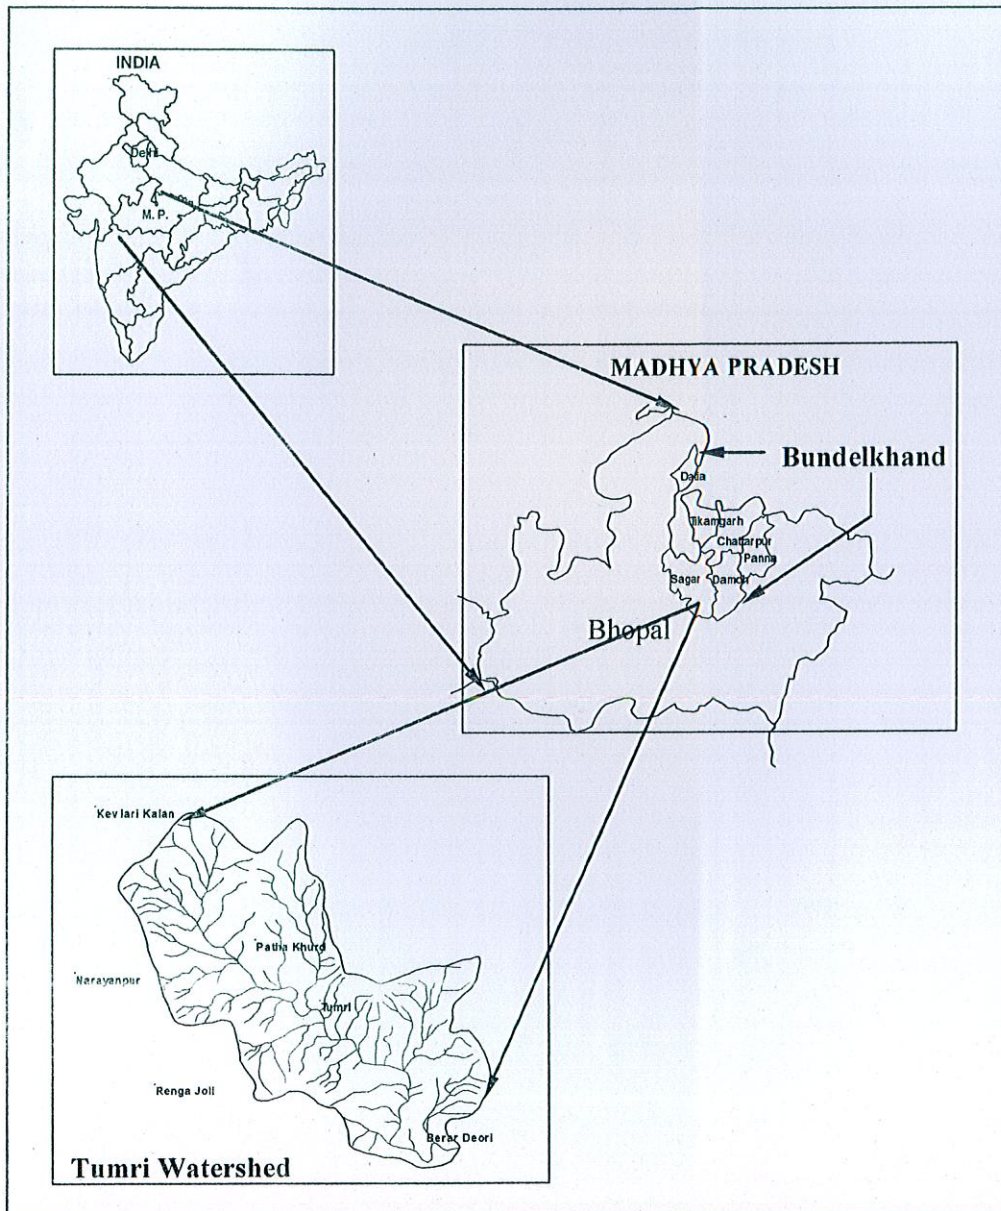 INDIA
Delhi
M. P.
MADHYA PRADESH
Bundelkhand
Datia
Tikamgarh
Chattarpur
Panna
Sagar
Damoh
Bhopal
Kevlari Kalan
Patha Khurd
Narayanpur
Tumri
Renga Joli
Berar Deori
Tumri Watershed